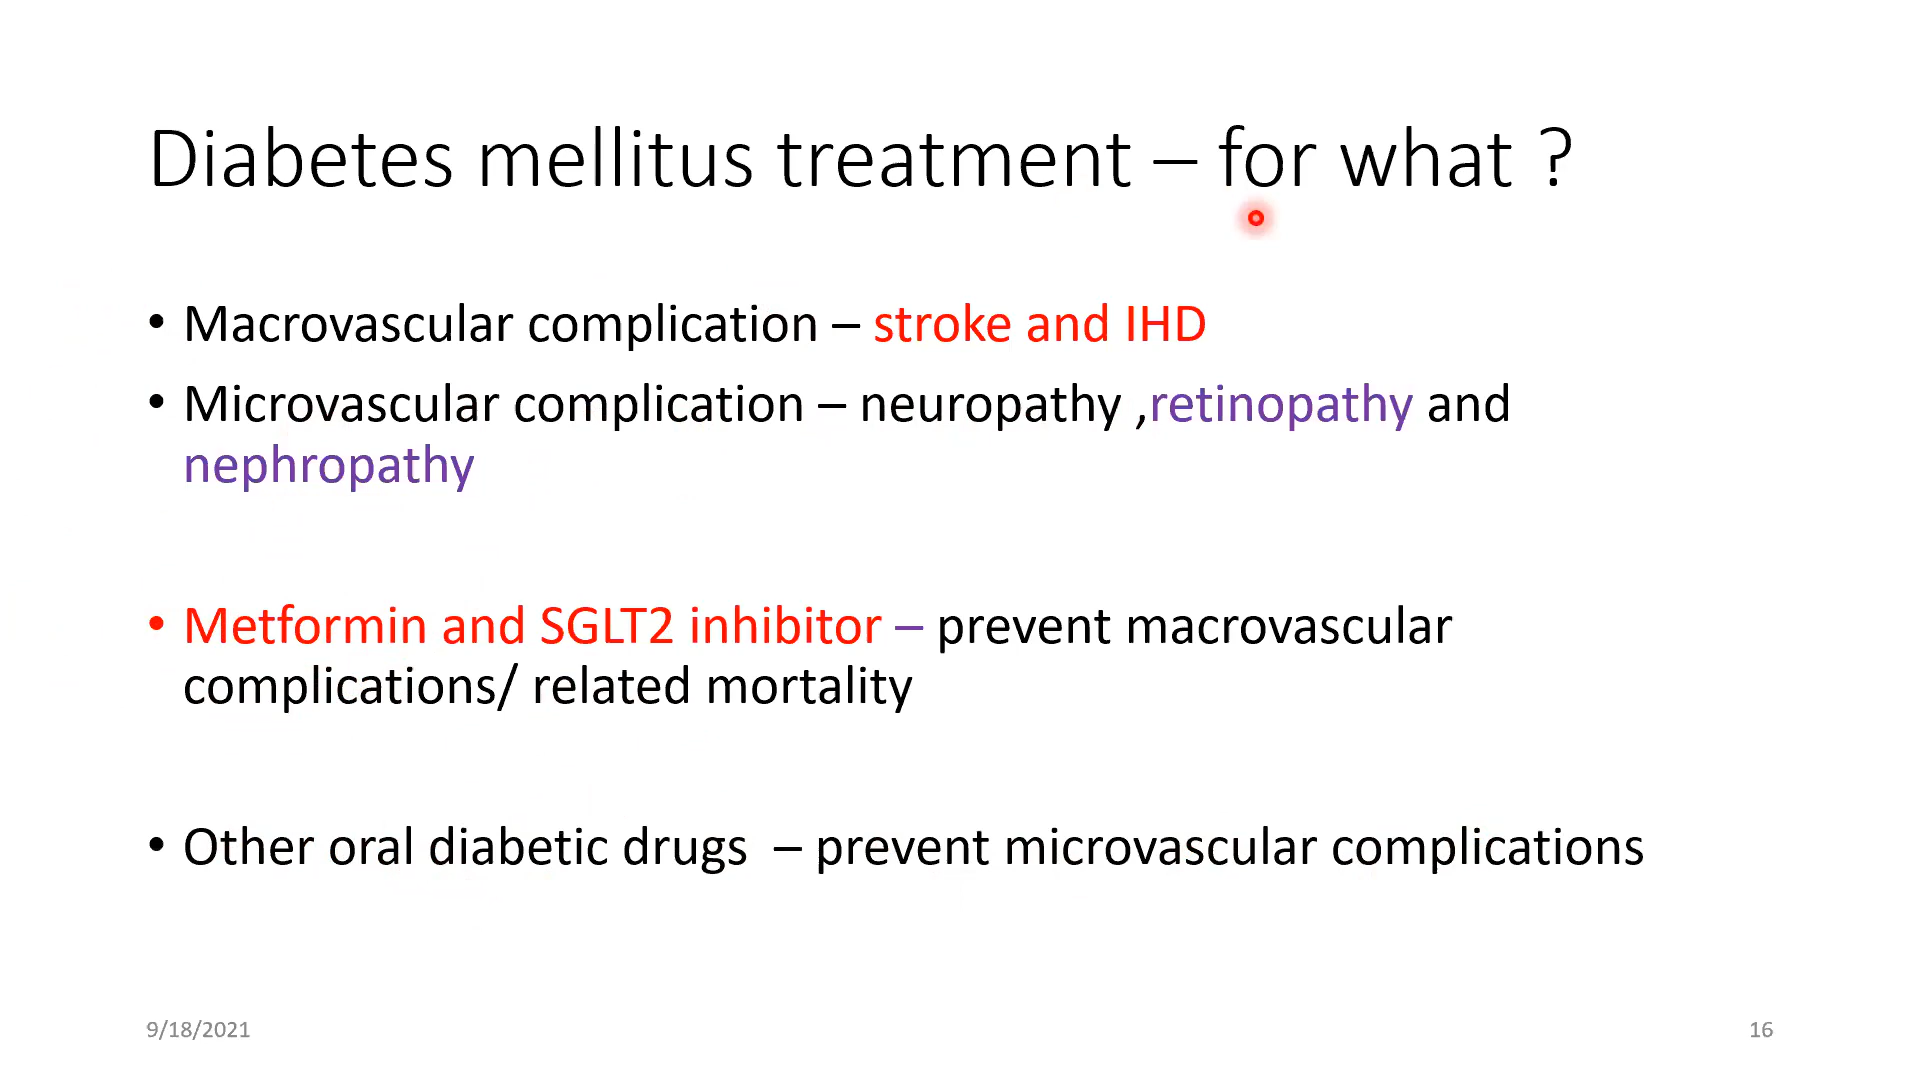 Diabetes mellitus treatment – for what ?
• Macrovascular complication – stroke and IHD
• Microvascular complication – neuropathy ,retinopathy and
nephropathy
• Metformin and SGLT2 inhibitor – prevent macrovascular
complications/ related mortality
• Other oral diabetic drugs  – prevent microvascular complications
9/18/2021
16